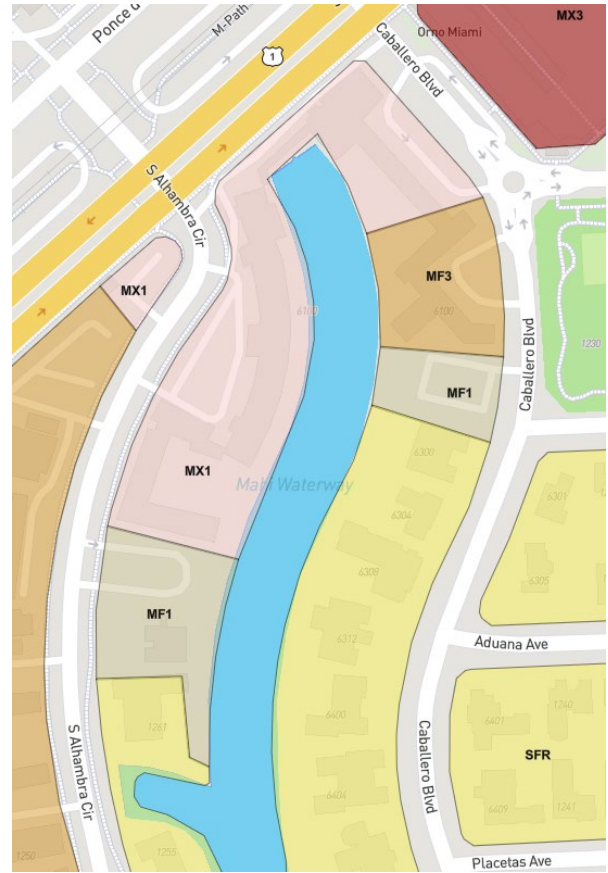 MX3
Orno Miami
Caballero Blvd
Ponce d
M-Path
1
S Alhambra Cir
MX1
MF3
6100
6100
1230
Caballero Blvd
MF1
MX1
Main Waterway
6300
6301
6304
6308
6305
MF1
6312
Aduana Ave
1261
6400
6401
1240
S Alhambra Cir
Caballero Blvd
SFR
6404
6409
1241
1250
1255
Placetas Ave